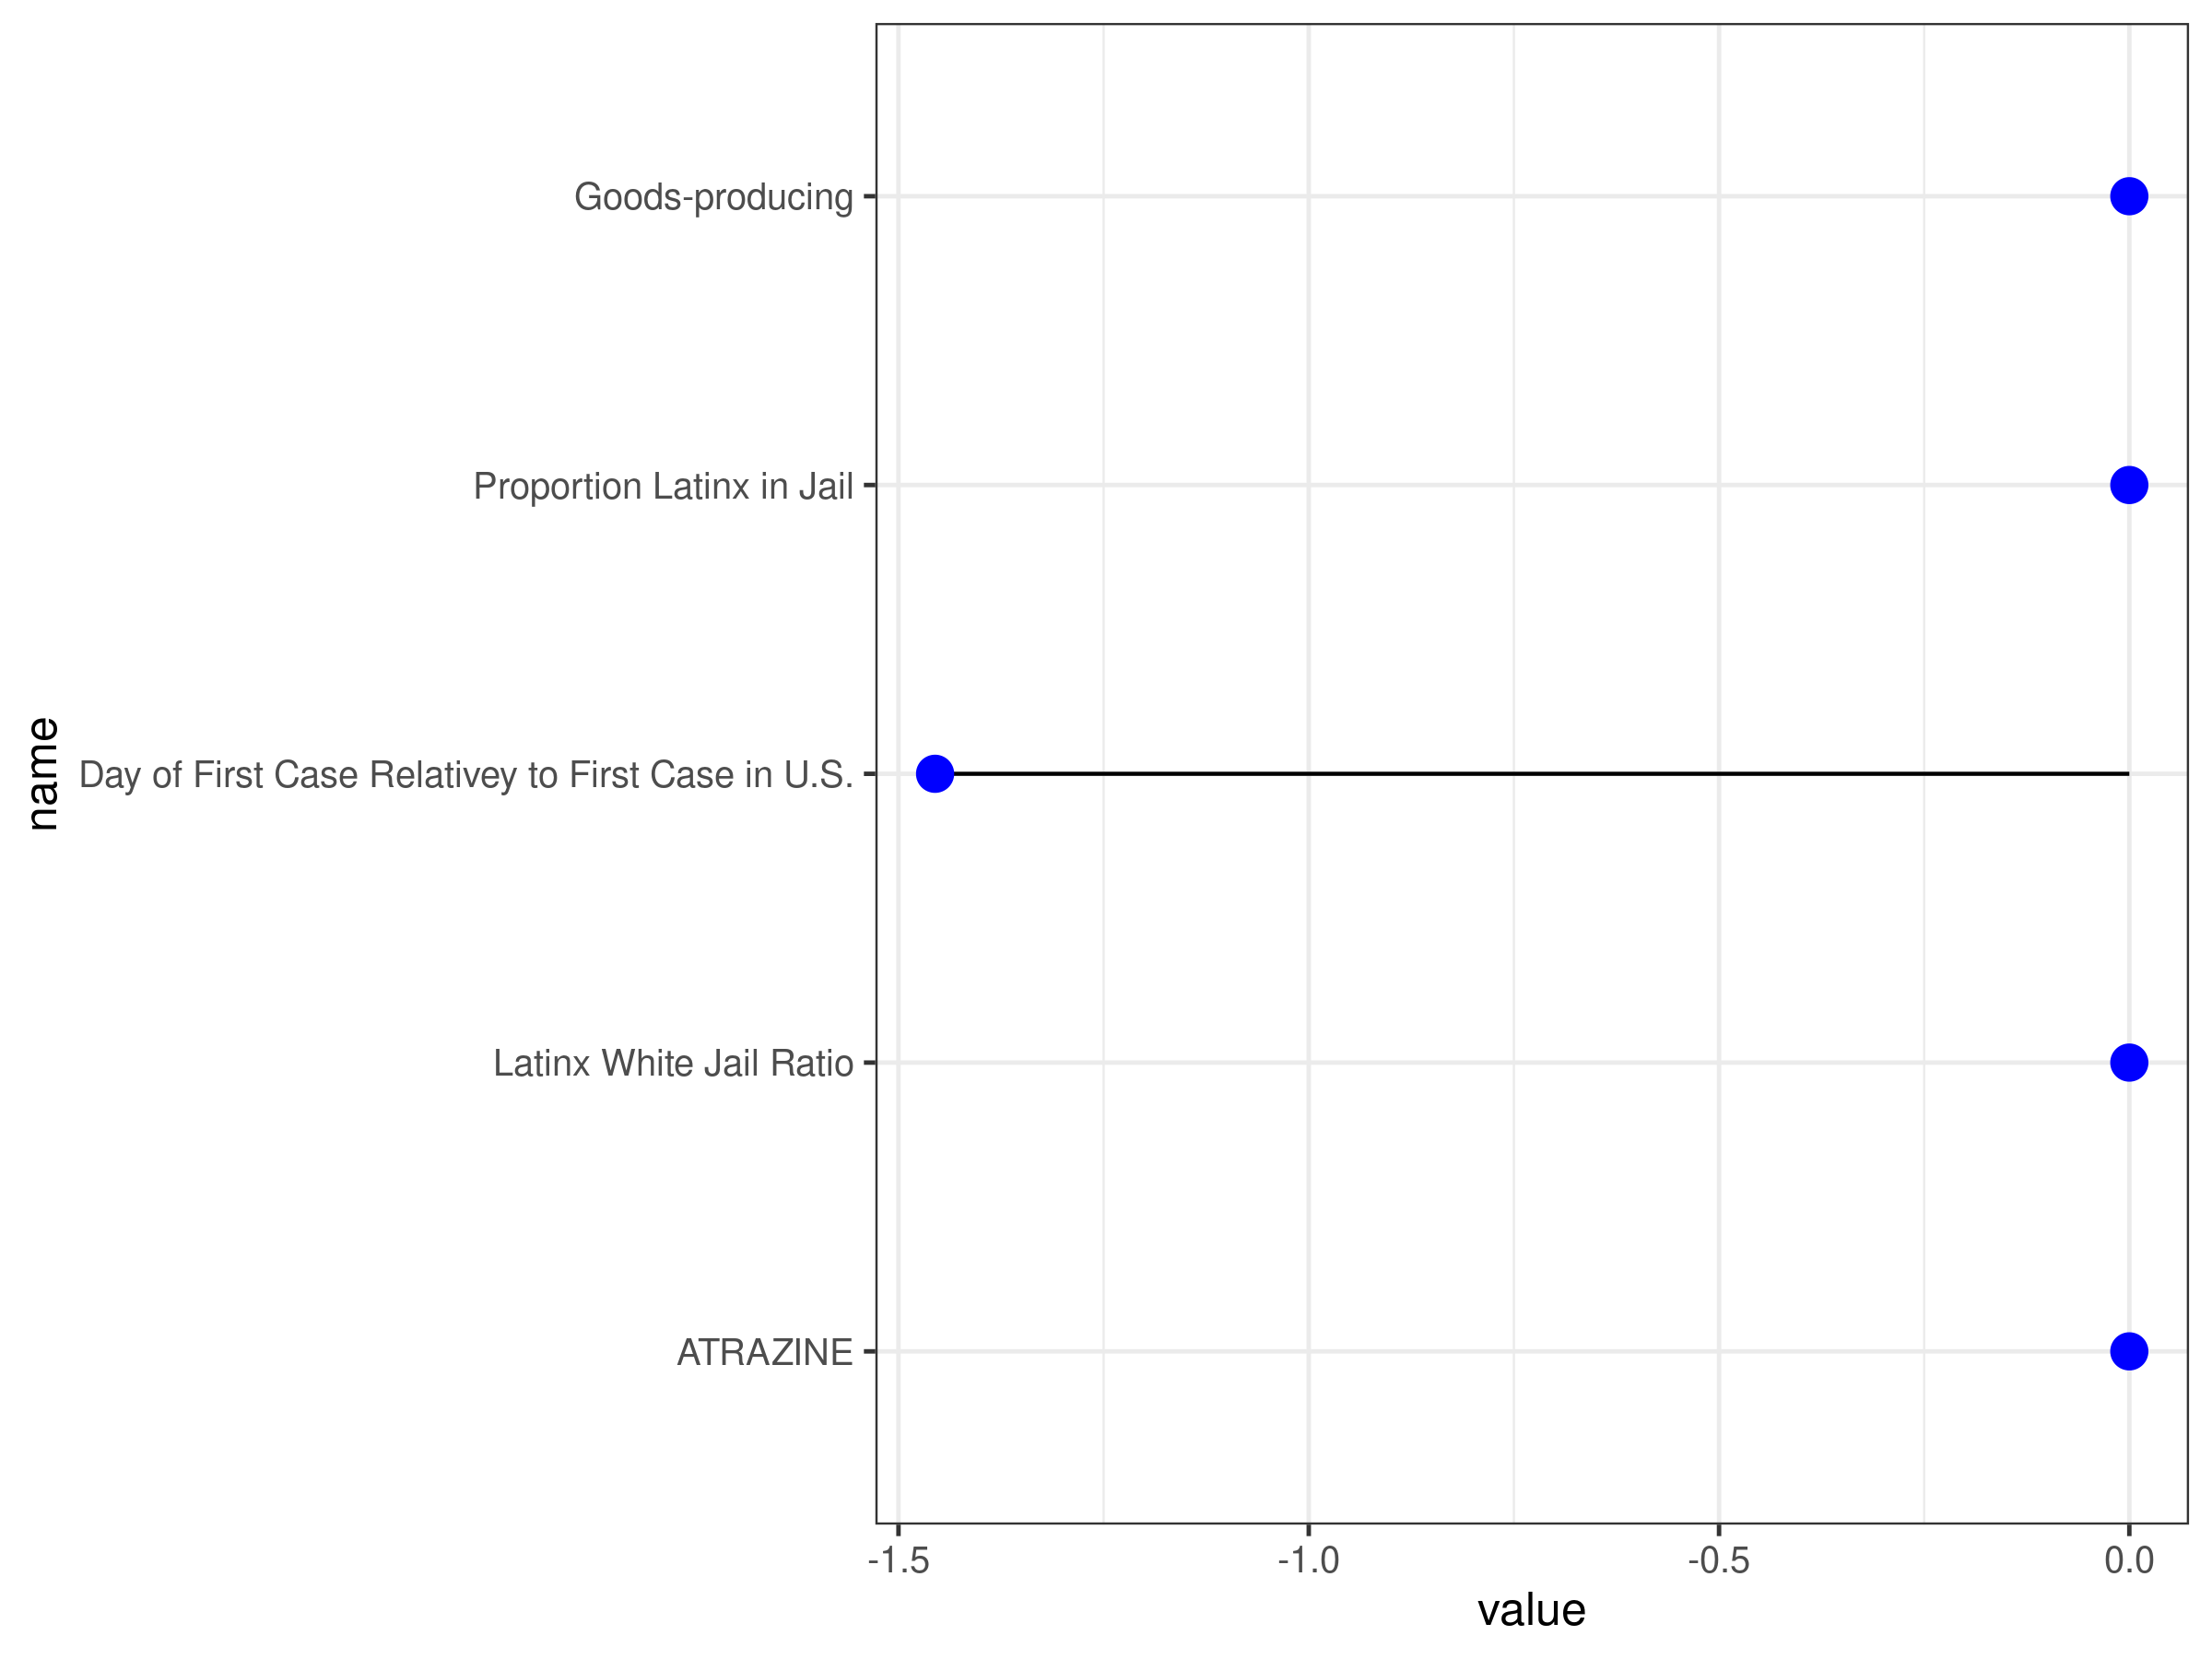 Goods-producing
Proportion Latinx in Jail
Day of First Case Relativey to First Case in U.S.
Latinx White Jail Ratio
ATRAZINE
name
-1.5 -1.0 -0.5 0.0
value